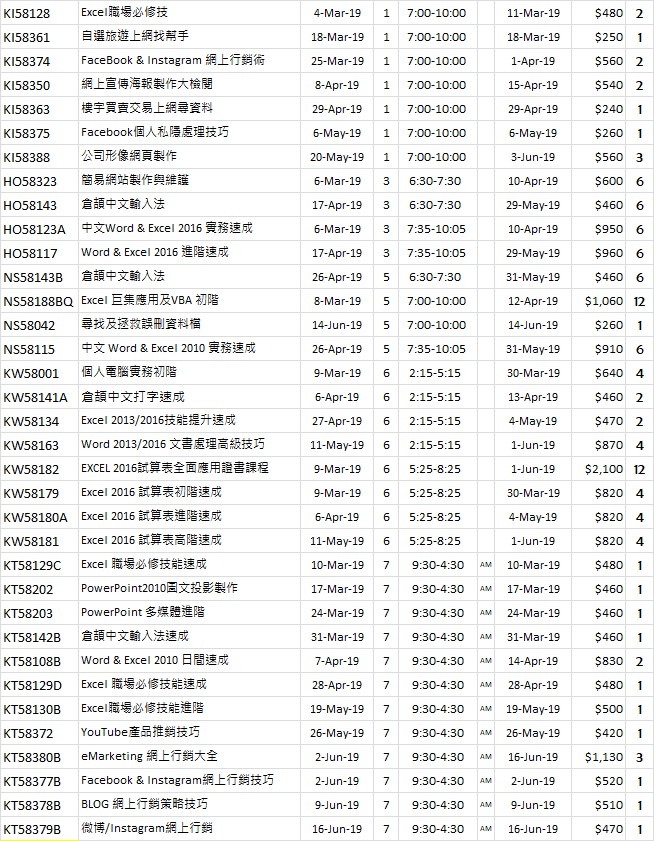 KI58128 Excel職場必修技 4-Mar-19 1 7:00-10:00 11-Mar-19 $480 2
KI58361 自選旅遊上網找幫手 18-Mar-19 1 7:00-10:00 18-Mar-19 $250 1
KI58374 FaceBook & Instagram 網上行銷術 25-Mar-19 1 7:00-10:00 1-Apr-19 $560 2
KI58350 網上宣傳海報製作大檢閱 8-Apr-19 1 7:00-10:00 15-Apr-19 $540 2
KI58363 樓宇買賣交易上網尋資料 29-Apr-19 1 7:00-10:00 29-Apr-19 $240 1
KI58375 Facebook個人私隱處理技巧 6-May-19 1 7:00-10:00 6-May-19 $260 1
KI58388 公司形像網頁製作 20-May-19 1 7:00-10:00 3-Jun-19 $560 3
HO58323 簡易網站製作與維護 6-Mar-19 3 6:30-7:30 10-Apr-19 $600 6
HO58143 倉頡中文輸入法 17-Apr-19 3 6:30-7:30 29-May-19 $460 6
HO58123A 中文Word & Excel 2016 實務速成 6-Mar-19 3 7:35-10:05 10-Apr-19 $950 6
HO58117 Word & Excel 2016 進階速成 17-Apr-19 3 7:35-10:05 29-May-19 $960 6
NS58143B 倉頡中文輸入法 26-Apr-19 5 6:30-7:30 31-May-19 $460 6
NS58188BQ Excel 巨集應用及VBA 初階 8-Mar-19 5 7:00-10:00 12-Apr-19 $1,060 12
NS58042 尋找及拯救誤刪資料檔 14-Jun-19 5 7:00-10:00 14-Jun-19 $260 1
NS58115 中文 Word & Excel 2010 實務速成 26-Apr-19 5 7:35-10:05 31-May-19 $910 6
KW58001 個人電腦實務初階 9-Mar-19 6 2:15-5:15 30-Mar-19 $640 4
KW58141A 倉頡中文打字速成 6-Apr-19 6 2:15-5:15 13-Apr-19 $460 2
KW58134 Excel 2013/2016技能提升速成 27-Apr-19 6 2:15-5:15 4-May-19 $470 2
KW58163 Word 2013/2016 文書處理高級技巧 11-May-19 6 2:15-5:15 1-Jun-19 $870 4
KW58182 EXCEL 2016試算表全面應用證書課程 9-Mar-19 6 5:25-8:25 1-Jun-19 $2,100 12
KW58179 Excel 2016 試算表初階速成 9-Mar-19 6 5:25-8:25 30-Mar-19 $820 4
KW58180A Excel 2016 試算表進階速成 6-Apr-19 6 5:25-8:25 4-May-19 $820 4
KW58181 Excel 2016 試算表高階速成 11-May-19 6 5:25-8:25 1-Jun-19 $820 4
KT58129C Excel 職場必修技能速成 10-Mar-19 7 9:30-4:30 AM 10-Mar-19 $480 1
KT58202 PowerPoint2010圖文投影製作 17-Mar-19 7 9:30-4:30 AM 17-Mar-19 $460 1
KT58203 PowerPoint 多媒體進階 24-Mar-19 7 9:30-4:30 AM 24-Mar-19 $460 1
KT58142B 倉頡中文輸入法速成 31-Mar-19 7 9:30-4:30 AM 31-Mar-19 $460 1
KT58108B Word & Excel 2010 日間速成 7-Apr-19 7 9:30-4:30 AM 14-Apr-19 $830 2
KT58129D Excel 職場必修技能速成 28-Apr-19 7 9:30-4:30 AM 28-Apr-19 $480 1
KT58130B Excel職場必修技能進階 19-May-19 7 9:30-4:30 AM 19-May-19 $500 1
KT58372 YouTube產品推銷技巧 26-May-19 7 9:30-4:30 AM 26-May-19 $420 1
KT58380B eMarketing 網上行銷大全 2-Jun-19 7 9:30-4:30 AM 16-Jun-19 $1,130 3
KT58377B Facebook & Instagram網上行銷技巧 2-Jun-19 7 9:30-4:30 AM 2-Jun-19 $520 1
KT58378B BLOG 網上行銷策略技巧 9-Jun-19 7 9:30-4:30 AM 9-Jun-19 $510 1
KT58379B 微博/Instagram網上行銷 16-Jun-19 7 9:30-4:30 AM 16-Jun-19 $470 1